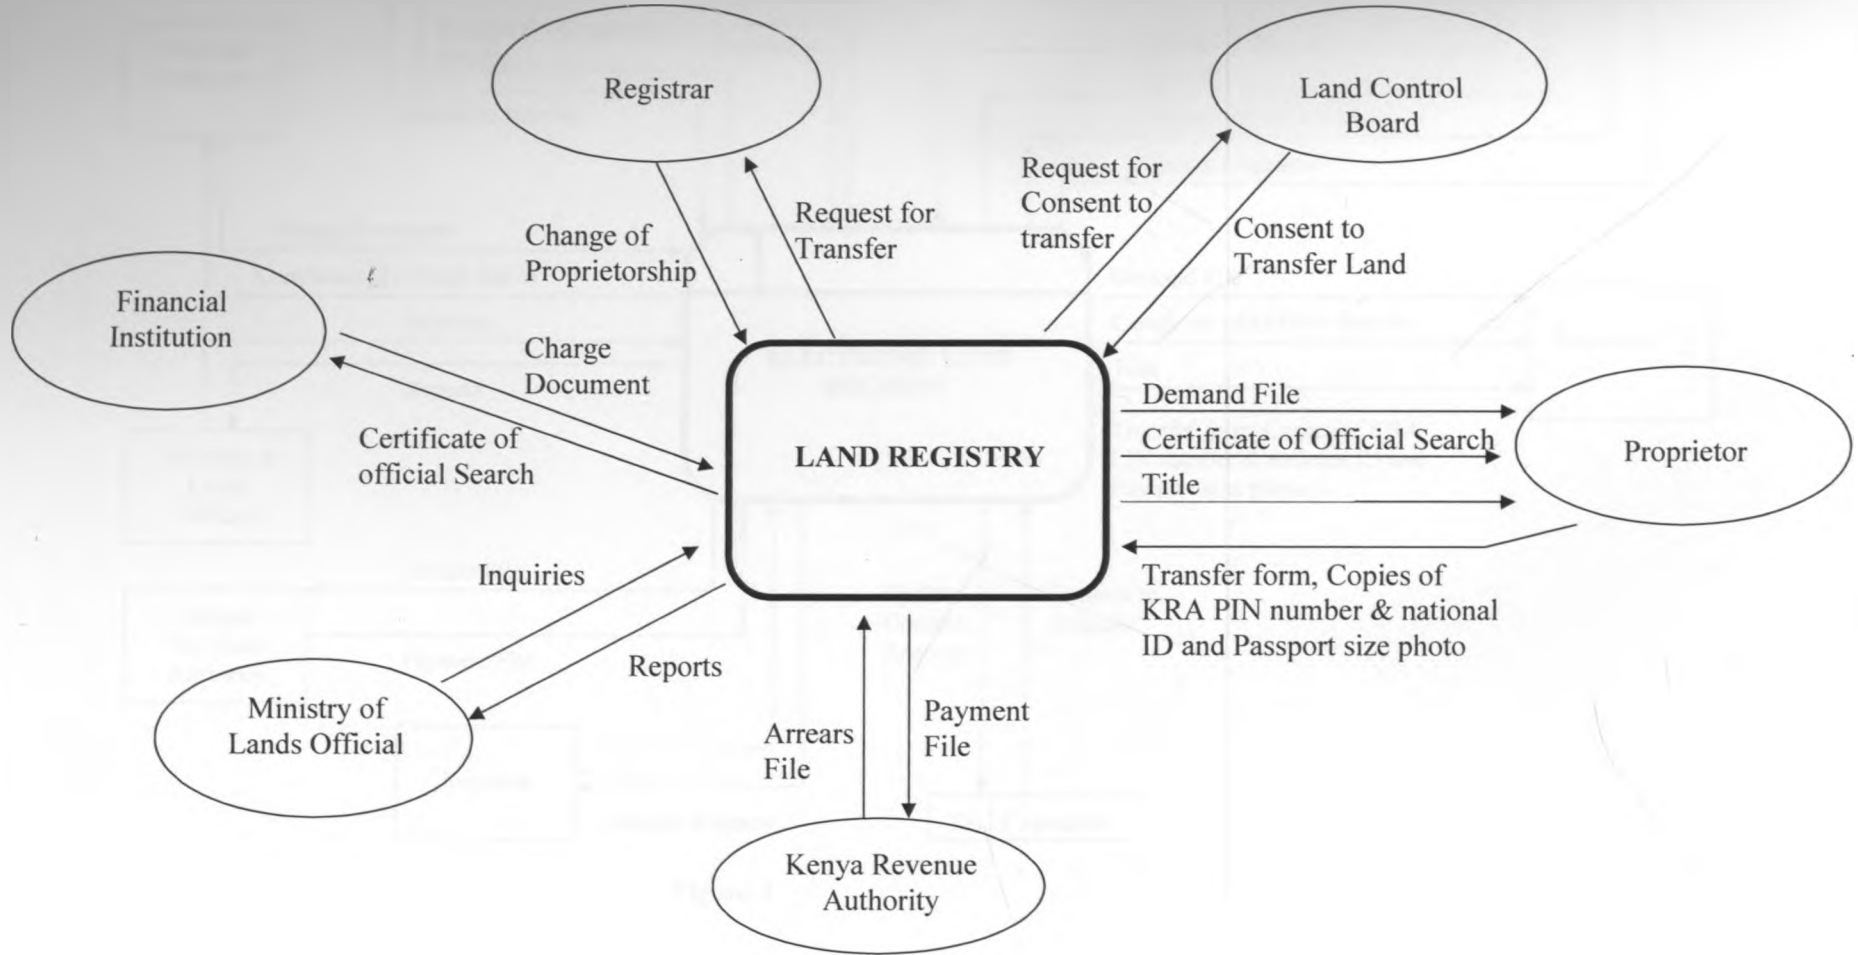 Registrar
Land Control
Board
Request for
Consent to
transfer
Request for
Transfer
Change of
Proprietorship
Consent to
Transfer Land
Financial
Institution
Charge
Document
Certificate of
official Search
LAND REGISTRY
Demand File
Certificate of Official Search
Title
Proprietor
Transfer form, Copies of
KRA PIN number & national
ID and Passport size photo
Inquiries
Reports
Ministry of
Lands Official
Arrears
File
Payment
File
Kenya Revenue
Authority